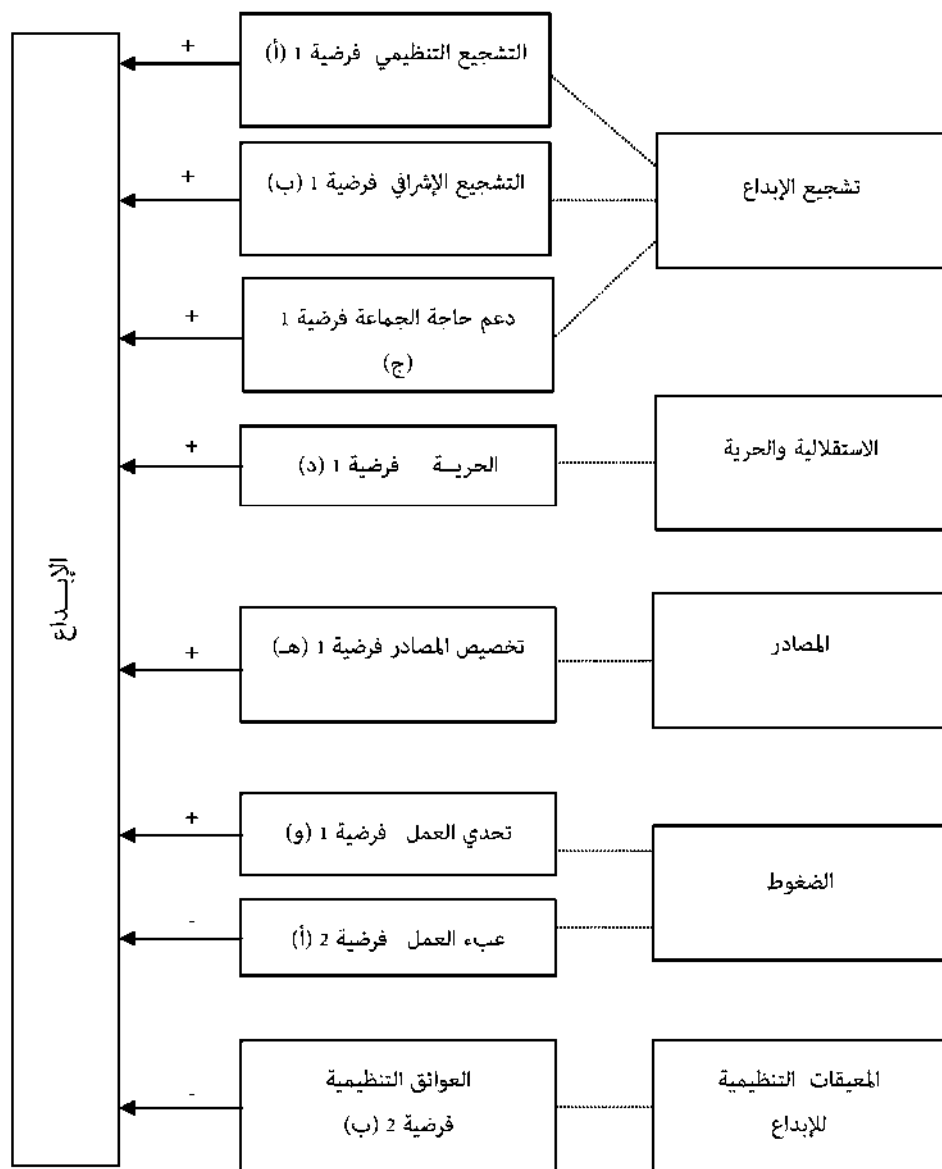 +
التشجيع التنظيمي فرضية 1 (أ)
تشجيع الإبداع
+
التشجيع الإشرافي فرضية 1 (ب)
+
دعم حاجة الجماعة فرضية 1
(ج)
الاستقلالية والحرية
+
الحريــة فرضية 1 (د)
المصادر
+
تخصيص المصادر فرضية 1 (هـ)
الضغوط
+
تحدي العمل فرضية 1 (و)
-
عبء العمل فرضية 2 (أ)
المعيقات التنظيمية
للإبداع
-
العوائق التنظيمية
فرضية 2 (ب)
الإبــداع